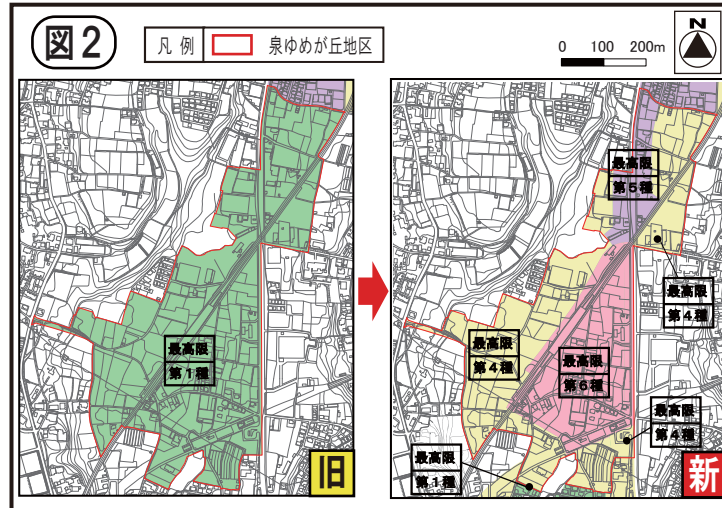 図2
凡 例 泉ゆめが丘地区
0 100 200m
N
最高限
第1種
旧
最高限
第5種
最高限
第4種
最高限
第4種
最高限
第6種
最高限
第4種
最高限
第1種
新